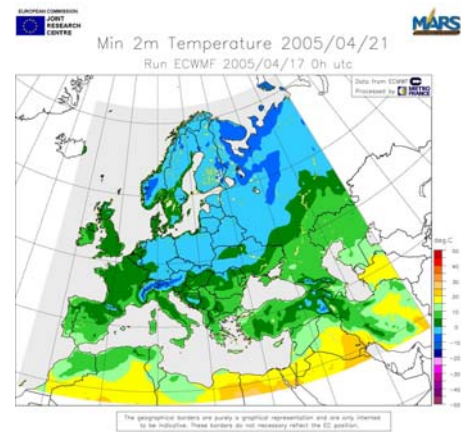 EUROPEAN COMMISSION
JOINT
RESEARCH
CENTRE
MARS
Min 2m Temperature 2005/04/21
Run ECWMF 2005/04/17 0h utc
Data from ECMWF
Processed by METEO FRANCE
deg.C
50
40
30
20
10
0
-10
-20
-30
-40
-50
The geographical borders are purely a graphical representation and are only intended
to be indicative. These borders do not necessarily reflect the EC position.